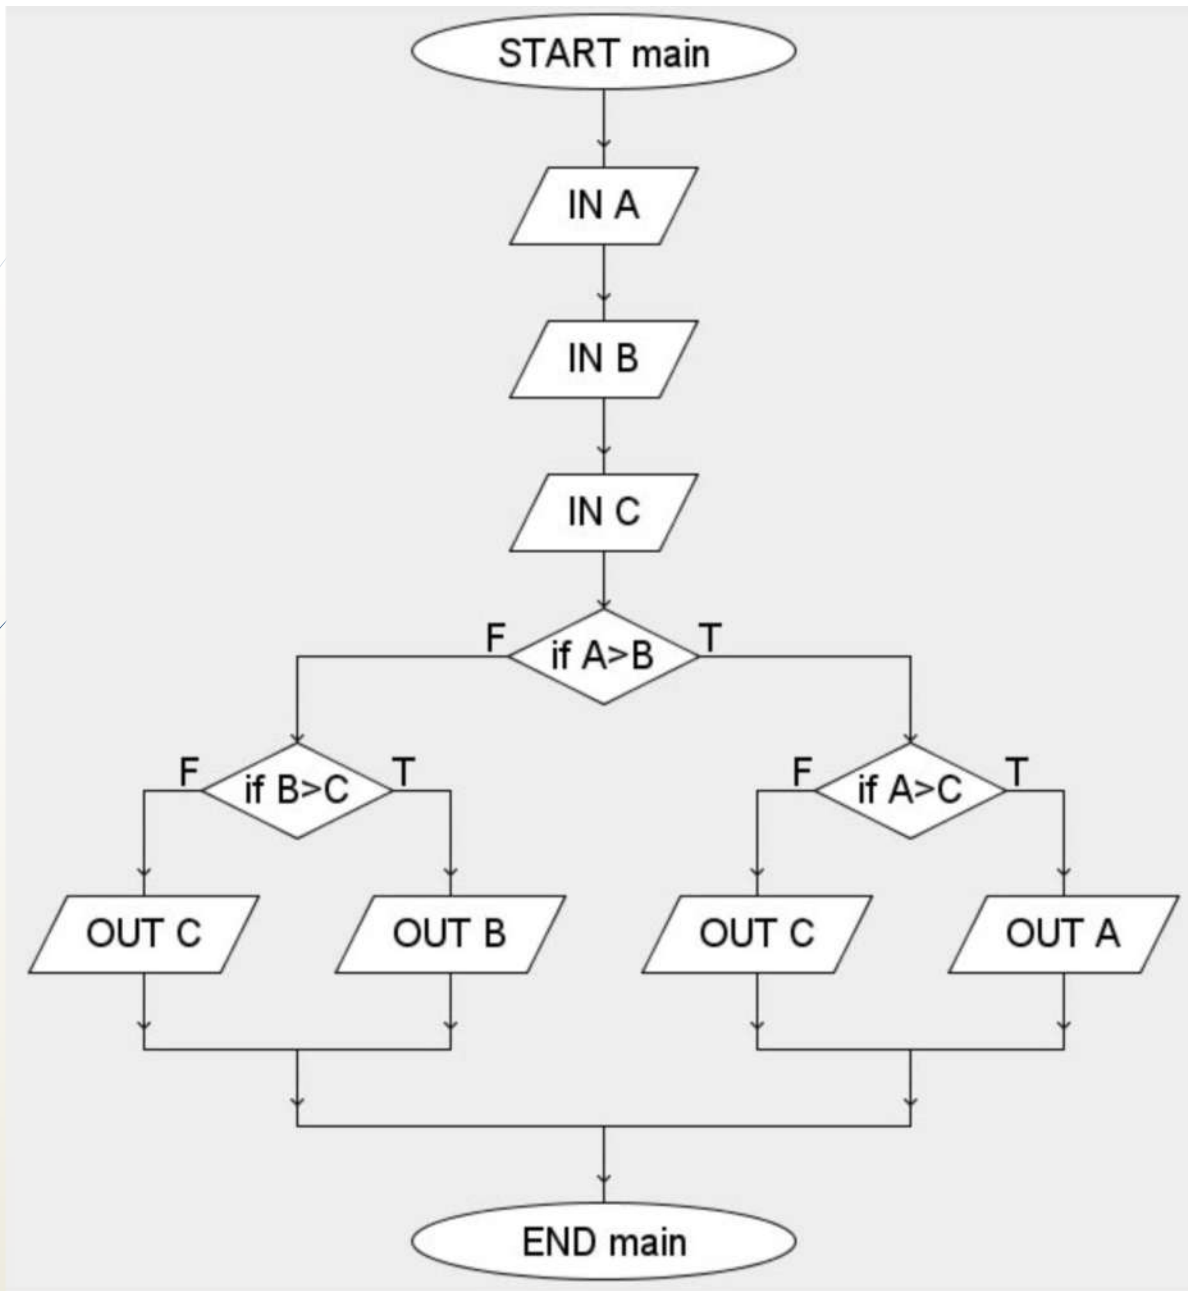 START main
IN A
IN B
IN C
F
if A>B
T
F
if B>C
T
F
if A>C
T
OUT C
OUT B
OUT C
OUT A
END main